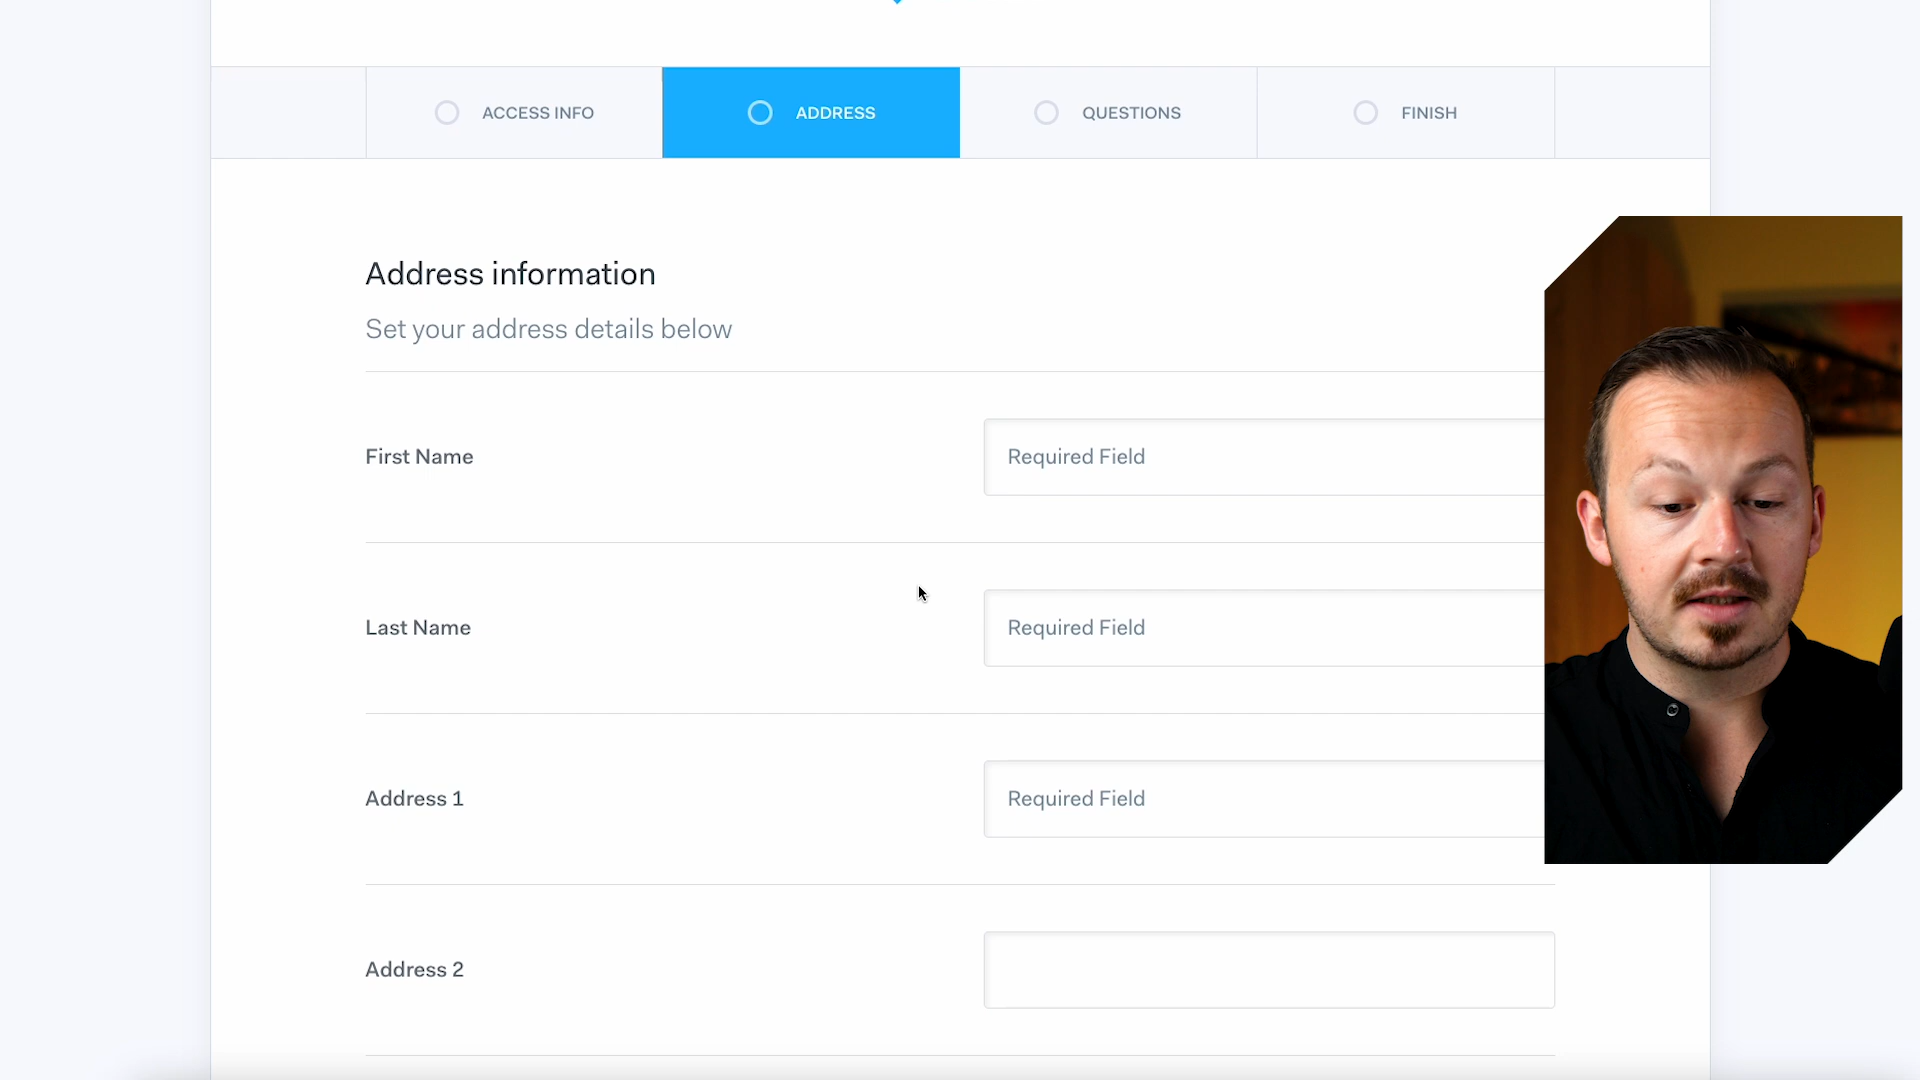 ACCESS INFO
ADDRESS
QUESTIONS
FINISH
Address information
Set your address details below
First Name
Required Field
Last Name
Required Field
Address 1
Required Field
Address 2